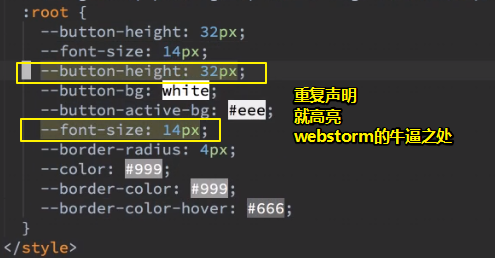 :root {
--button-height: 32px;
--font-size: 14px;
--button-height: 32px;
--button-bg: white;
--button-active-bg: #eee;
--font-size: 14px;
--border-radius: 4px;
--color: #999;
--border-color: #999;
--border-color-hover: #666;
}
</style>
重复声明
就高亮
webstorm的牛逼之处